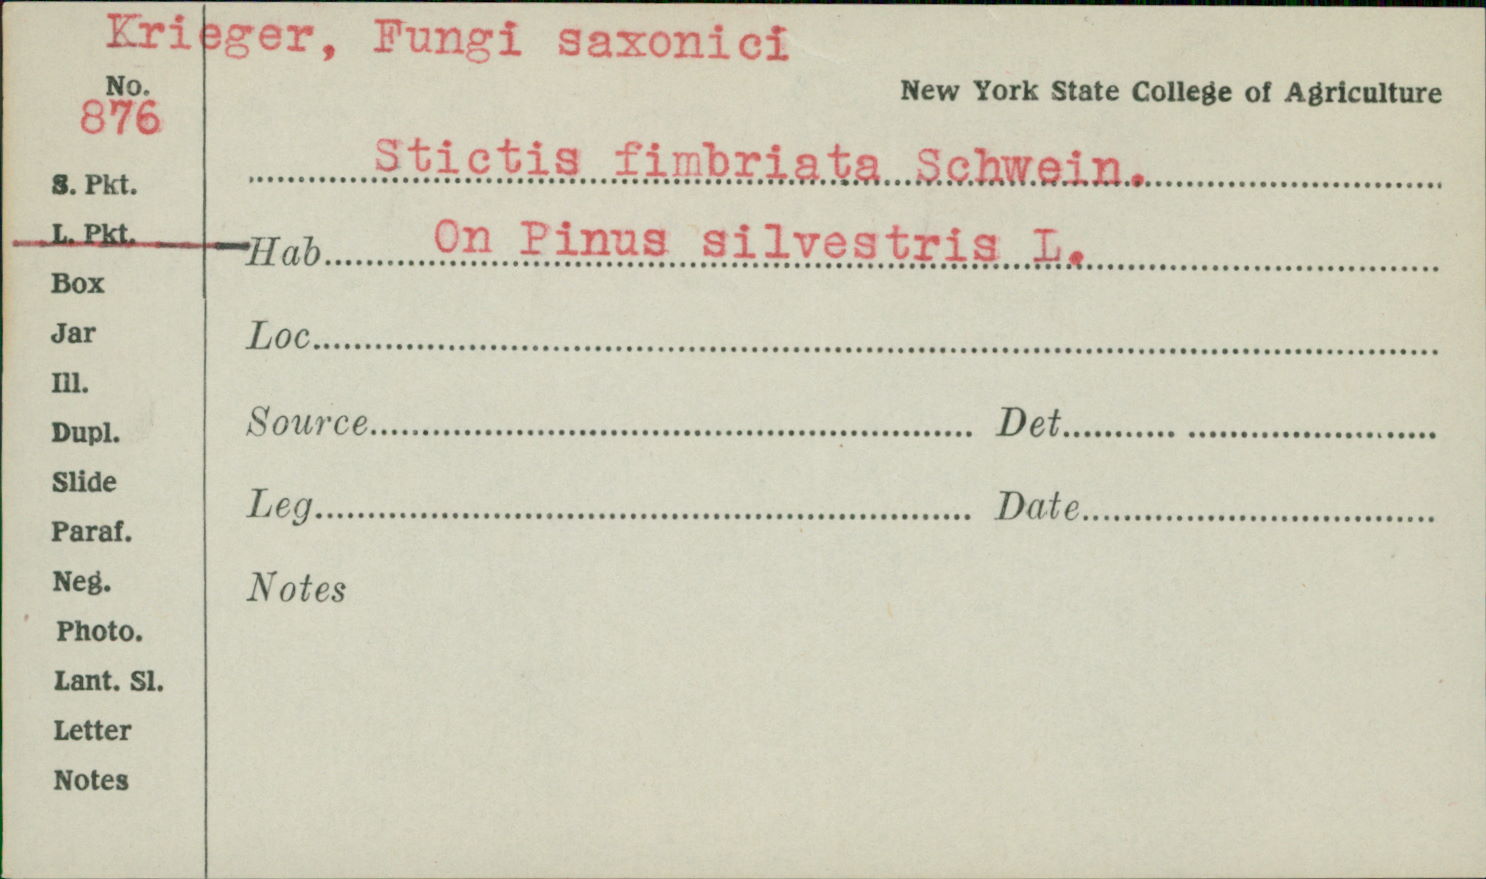 Krieger, Fungi saxonici
No.
876
New York State College of Agriculture
Stictis fimbriata Schwein.
S. Pkt.
L. Pkt.
Hab. On Pinus silvestris L.
Box
Jar
Loc.
Ill.
Dupl.
Source Det.
Slide
Leg. Date
Paraf.
Neg.
Notes
Photo.
Lant. Sl.
Letter
Notes